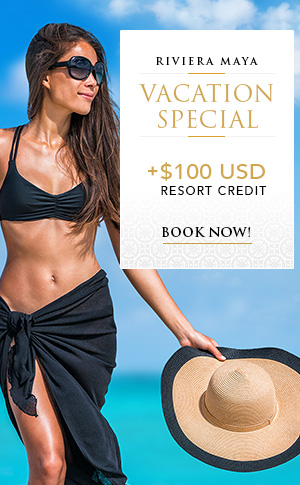 RIVIERA MAYA
VACATION
SPECIAL
+$100 USD
RESORT CREDIT
BOOK NOW!